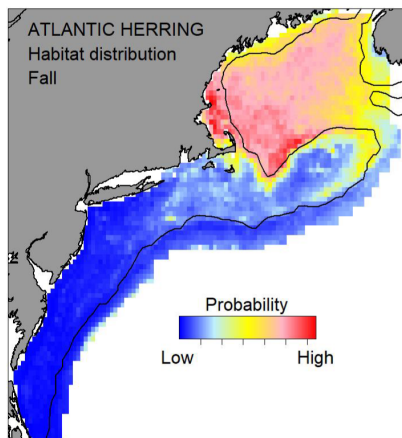 ATLANTIC HERRING
Habitat distribution
Fall
Probability
Low High